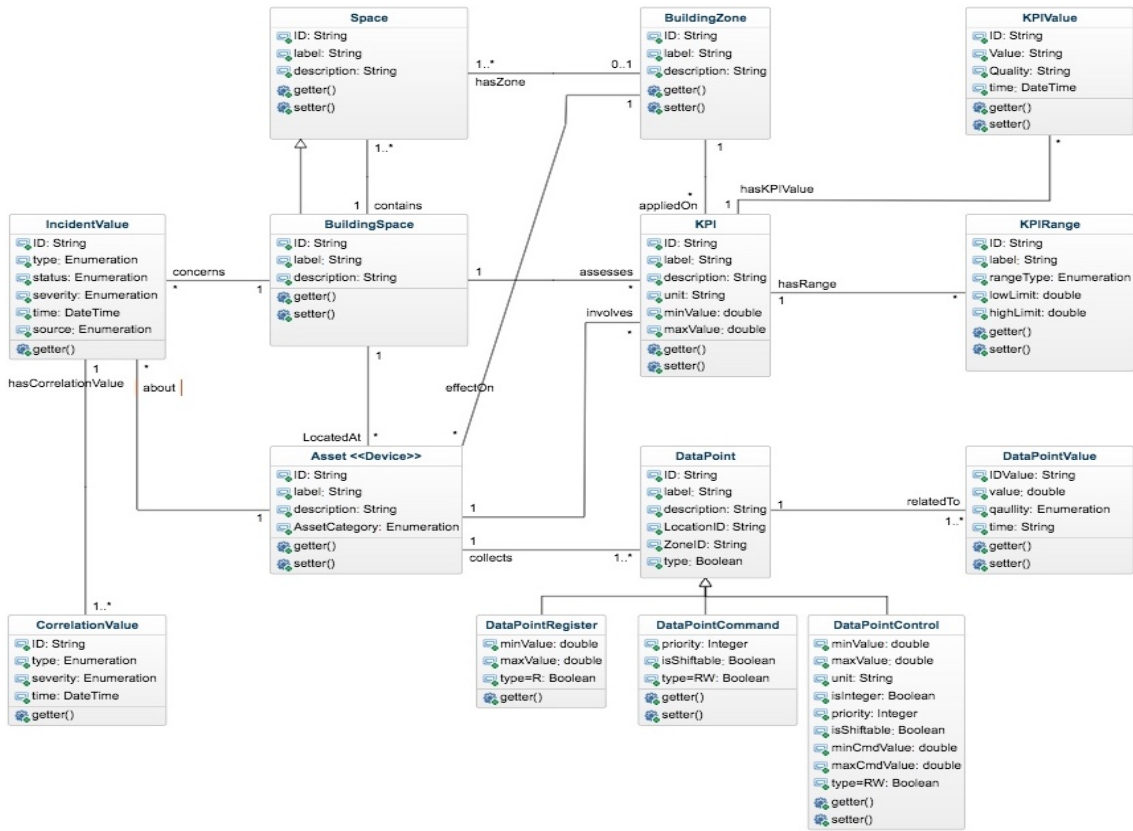 Space
ID: String
label: String
description: String
getter()
setter()
BuildingZone
ID: String
label: String
description: String
getter()
setter()
KPIValue
ID: String
Value: String
Quality: String
time: DateTime
getter()
setter()
1..*
hasZone
0..1
1
1..*
1
contains
1
*
appliedOn
*
1
hasKPIValue
IncidentValue
ID: String
type: Enumeration
status: Enumeration
severity: Enumeration
time: DateTime
source: Enumeration
getter()
concerns
*
1
BuildingSpace
ID: String
label: String
description: String
getter()
setter()
1
assesses
*
KPI
ID: String
label: String
description: String
unit: String
minValue: double
maxValue: double
getter()
setter()
hasRange
1
*
KPIRange
ID: String
label: String
rangeType: Enumeration
lowLimit: double
highLimit: double
getter()
setter()
involves
*
1
hasCorrelationValue
*
about
1
effectOn
LocatedAt
*
*
Asset <<Device>>
ID: String
label: String
description: String
AssetCategory: Enumeration
getter()
setter()
1
1
1
collects
1..*
DataPoint
ID: String
label: String
description: String
LocationID: String
ZoneID: String
type: Boolean
1
relatedTo
1..*
DataPointValue
IDValue: String
value: double
qaullity: Enumeration
time: String
getter()
setter()
1..*
CorrelationValue
ID: String
type: Enumeration
severity: Enumeration
time: DateTime
getter()
DataPointRegister
minValue: double
maxValue: double
type=R: Boolean
getter()
DataPointCommand
priority: Integer
isShiftable: Boolean
type=RW: Boolean
getter()
setter()
DataPointControl
minValue: double
maxValue: double
unit: String
isInteger: Boolean
priority: Integer
isShiftable: Boolean
minCmdValue: double
maxCmdValue: double
type=RW: Boolean
getter()
setter()